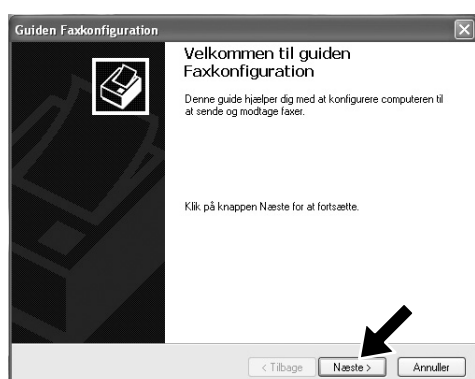 Guiden Faxkonfiguration
Velkommen til guiden
Faxkonfiguration
Denne guide hjælper dig med at konfigurere computeren til
at sende og modtage faxer.
Klik på knappen Næste for at fortsætte.
< Tilbage
Næste >
Annuller